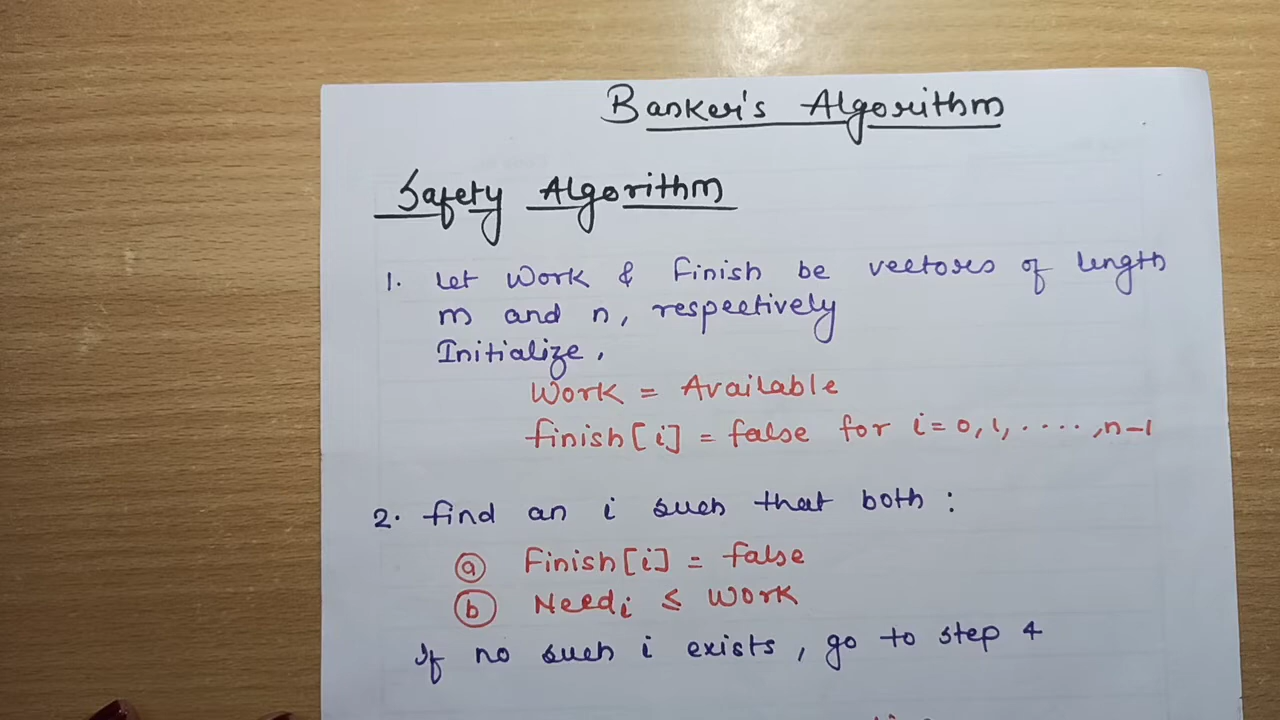 Banker's Algorithm
Safety Algorithm
1. Let Work & Finish be vectores of length
m and n, respectively
Initialize,
Work = Available
finish[i] = false for i=0,1,....,n-1
2. find an i such that both :
(a) Finish[i] = false
(b) Needi ≤ Work
If no such i exists, go to step 4